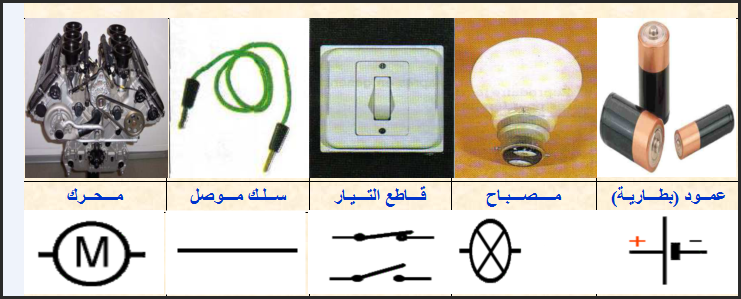 عمود (بطارية) مصباح قاطع التيار سلك موصل محرك
+ − M